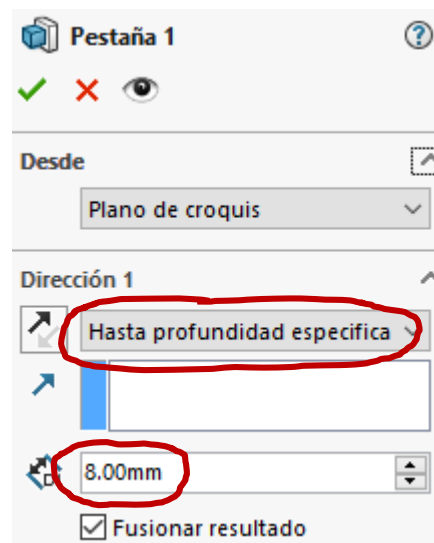 Pestaña 1
Desde
Plano de croquis
Dirección 1
Hasta profundidad especifica
8.00mm
Fusionar resultado